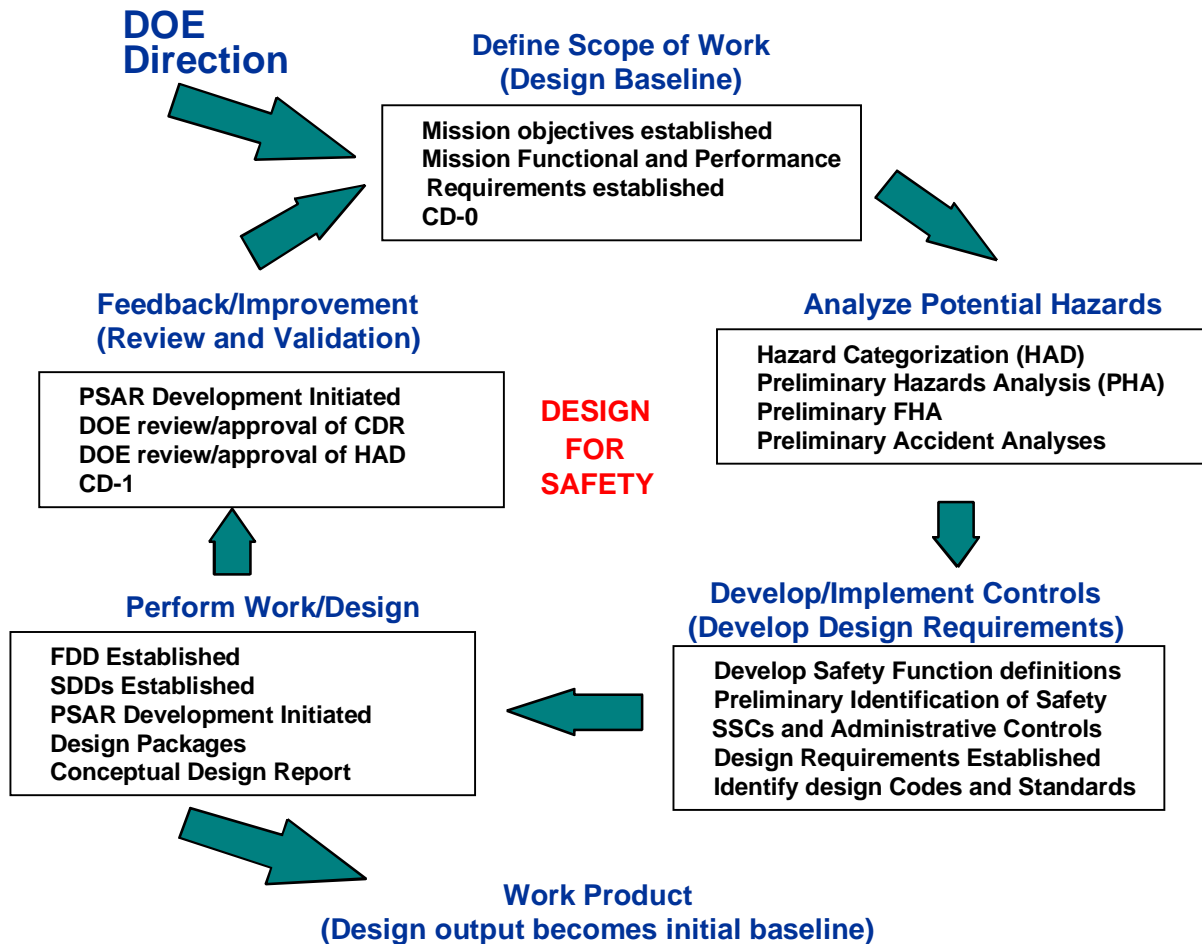 DOE
Direction
Define Scope of Work
(Design Baseline)
Mission objectives established
Mission Functional and Performance
Requirements established
CD-0
Feedback/Improvement
(Review and Validation)
PSAR Development Initiated
DOE review/approval of CDR
DOE review/approval of HAD
CD-1
DESIGN
FOR
SAFETY
Analyze Potential Hazards
Hazard Categorization (HAD)
Preliminary Hazards Analysis (PHA)
Preliminary FHA
Preliminary Accident Analyses
Perform Work/Design
FDD Established
SDDs Established
PSAR Development Initiated
Design Packages
Conceptual Design Report
Develop/Implement Controls
(Develop Design Requirements)
Develop Safety Function definitions
Preliminary Identification of Safety
SSCs and Administrative Controls
Design Requirements Established
Identify design Codes and Standards
Work Product
(Design output becomes initial baseline)